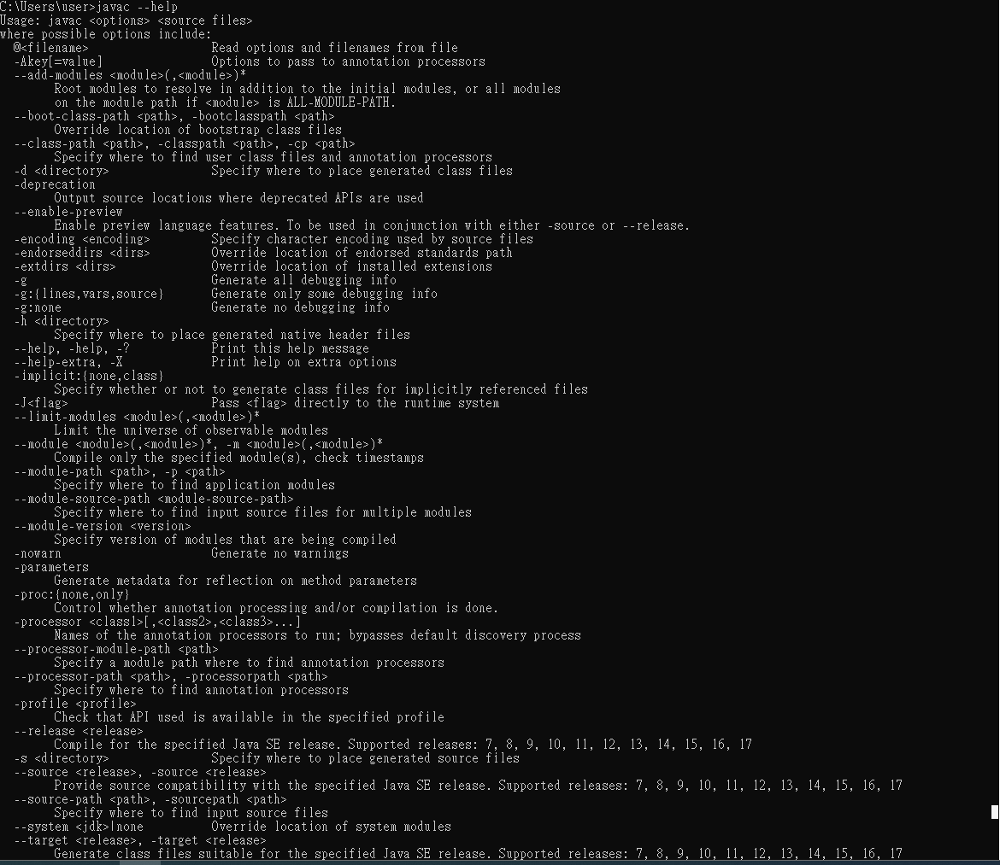 C:\Users\user>javac --help
Usage: javac <options> <source files>
where possible options include:
  @<filename>                  Read options and filenames from file
  -Akey[=value]                Options to pass to annotation processors
  --add-modules <module>(,<module>)*
        Root modules to resolve in addition to the initial modules, or all modules
        on the module path if <module> is ALL-MODULE-PATH.
  --boot-class-path <path>, -bootclasspath <path>
        Override location of bootstrap class files
  --class-path <path>, -classpath <path>, -cp <path>
        Specify where to find user class files and annotation processors
  -d <directory>               Specify where to place generated class files
  -deprecation
        Output source locations where deprecated APIs are used
  --enable-preview
        Enable preview language features. To be used in conjunction with either -source or --release.
  -encoding <encoding>         Specify character encoding used by source files
  -endorseddirs <dirs>         Override location of endorsed standards path
  -extdirs <dirs>              Override location of installed extensions
  -g                           Generate all debugging info
  -g:{lines,vars,source}       Generate only some debugging info
  -g:none                      Generate no debugging info
  -h <directory>
        Specify where to place generated native header files
  --help, -help, -?            Print this help message
  --help-extra, -X             Print help on extra options
  -implicit:{none,class}
        Specify whether or not to generate class files for implicitly referenced files
  -J<flag>                     Pass <flag> directly to the runtime system
  --limit-modules <module>(,<module>)*
        Limit the universe of observable modules
  --module <module>(,<module>)*, -m <module>(,<module>)*
        Compile only the specified module(s), check timestamps
  --module-path <path>, -p <path>
        Specify where to find application modules
  --module-source-path <module-source-path>
        Specify where to find input source files for multiple modules
  --module-version <version>
        Specify version of modules that are being compiled
  -nowarn                      Generate no warnings
  -parameters
        Generate metadata for reflection on method parameters
  -proc:{none,only}
        Control whether annotation processing and/or compilation is done.
  -processor <class1>[,<class2>,<class3>...]
        Names of the annotation processors to run; bypasses default discovery process
  --processor-module-path <path>
        Specify a module path where to find annotation processors
  --processor-path <path>, -processorpath <path>
        Specify where to find annotation processors
  -profile <profile>
        Check that API used is available in the specified profile
  --release <release>
        Compile for the specified Java SE release. Supported releases: 7, 8, 9, 10, 11, 12, 13, 14, 15, 16, 17
  -s <directory>               Specify where to place generated source files
  --source <release>, -source <release>
        Provide source compatibility with the specified Java SE release. Supported releases: 7, 8, 9, 10, 11, 12, 13, 14, 15, 16, 17
  --source-path <path>, -sourcepath <path>
        Specify where to find input source files
  --system <jdk>|none          Override location of system modules
  --target <release>, -target <release>
        Generate class files suitable for the specified Java SE release. Supported releases: 7, 8, 9, 10, 11, 12, 13, 14, 15, 16, 17